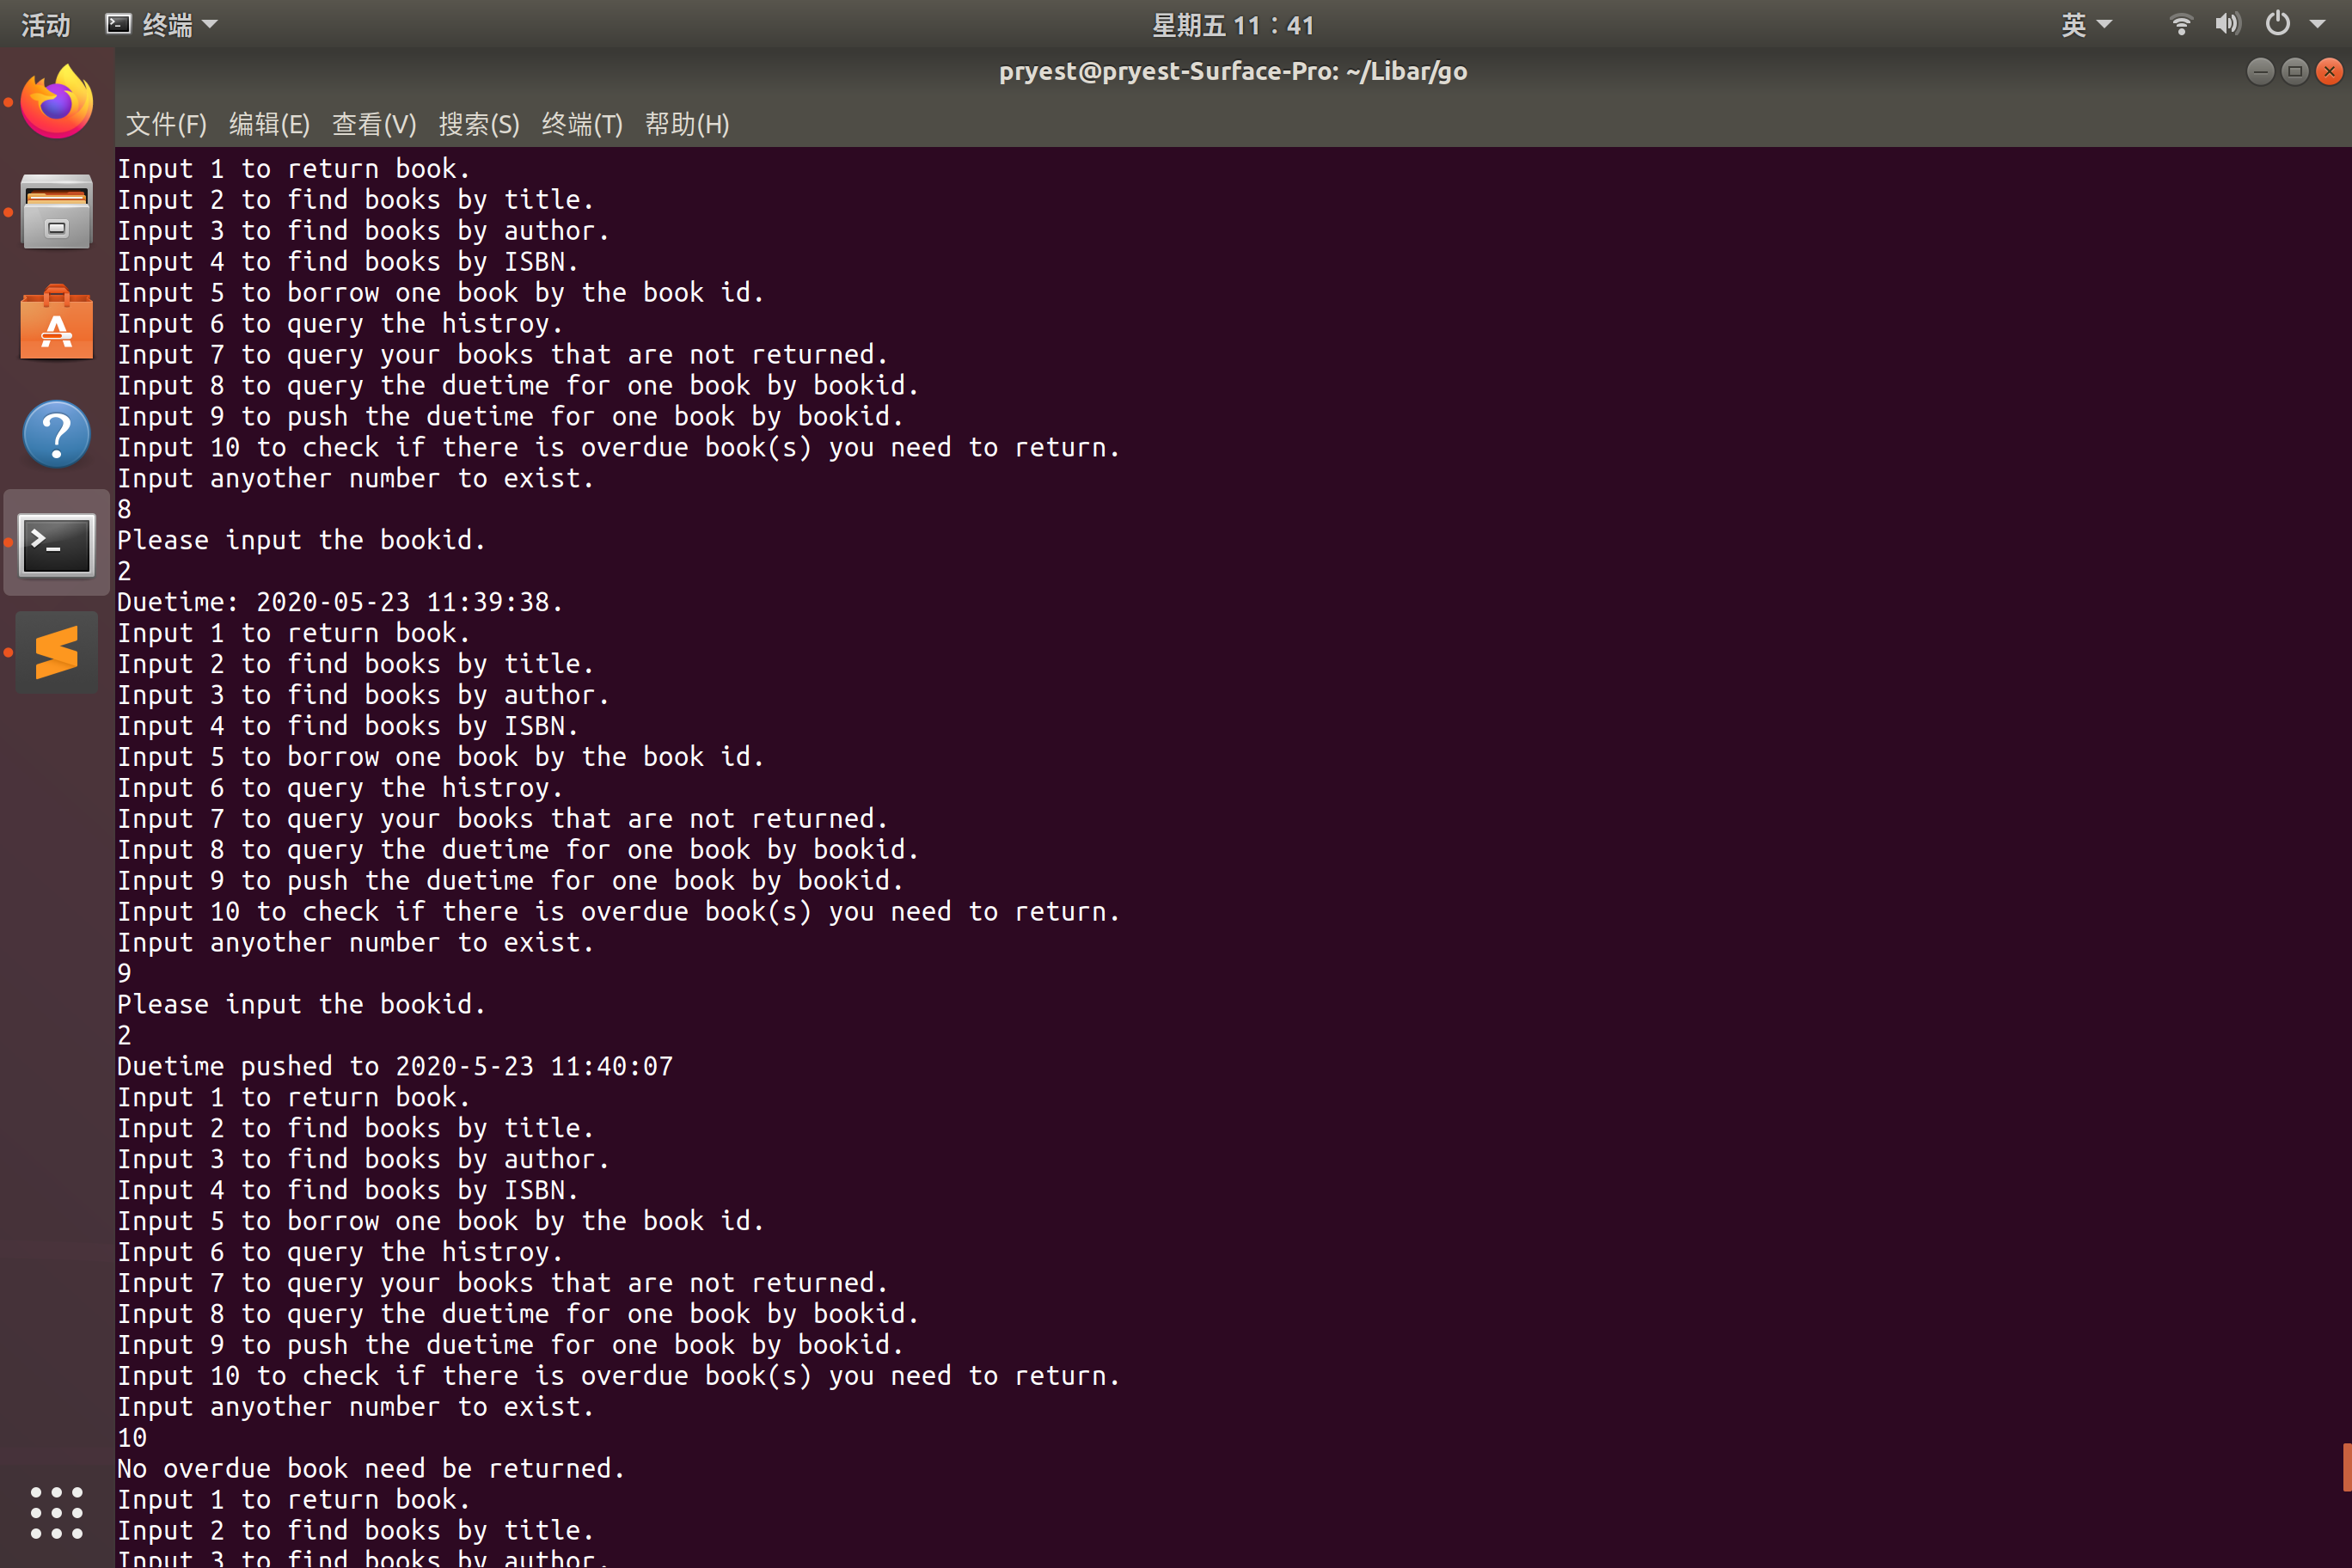 活动 终端 星期五 11：41 英
pryest@pryest-Surface-Pro: ~/Libar/go
文件(F) 编辑(E) 查看(V) 搜索(S) 终端(T) 帮助(H)
Input 1 to return book.
Input 2 to find books by title.
Input 3 to find books by author.
Input 4 to find books by ISBN.
Input 5 to borrow one book by the book id.
Input 6 to query the histroy.
Input 7 to query your books that are not returned.
Input 8 to query the duetime for one book by bookid.
Input 9 to push the duetime for one book by bookid.
Input 10 to check if there is overdue book(s) you need to return.
Input anyother number to exist.
8
Please input the bookid.
2
Duetime: 2020-05-23 11:39:38.
Input 1 to return book.
Input 2 to find books by title.
Input 3 to find books by author.
Input 4 to find books by ISBN.
Input 5 to borrow one book by the book id.
Input 6 to query the histroy.
Input 7 to query your books that are not returned.
Input 8 to query the duetime for one book by bookid.
Input 9 to push the duetime for one book by bookid.
Input 10 to check if there is overdue book(s) you need to return.
Input anyother number to exist.
9
Please input the bookid.
2
Duetime pushed to 2020-5-23 11:40:07
Input 1 to return book.
Input 2 to find books by title.
Input 3 to find books by author.
Input 4 to find books by ISBN.
Input 5 to borrow one book by the book id.
Input 6 to query the histroy.
Input 7 to query your books that are not returned.
Input 8 to query the duetime for one book by bookid.
Input 9 to push the duetime for one book by bookid.
Input 10 to check if there is overdue book(s) you need to return.
Input anyother number to exist.
10
No overdue book need be returned.
Input 1 to return book.
Input 2 to find books by title.
Input 3 to find books by author.